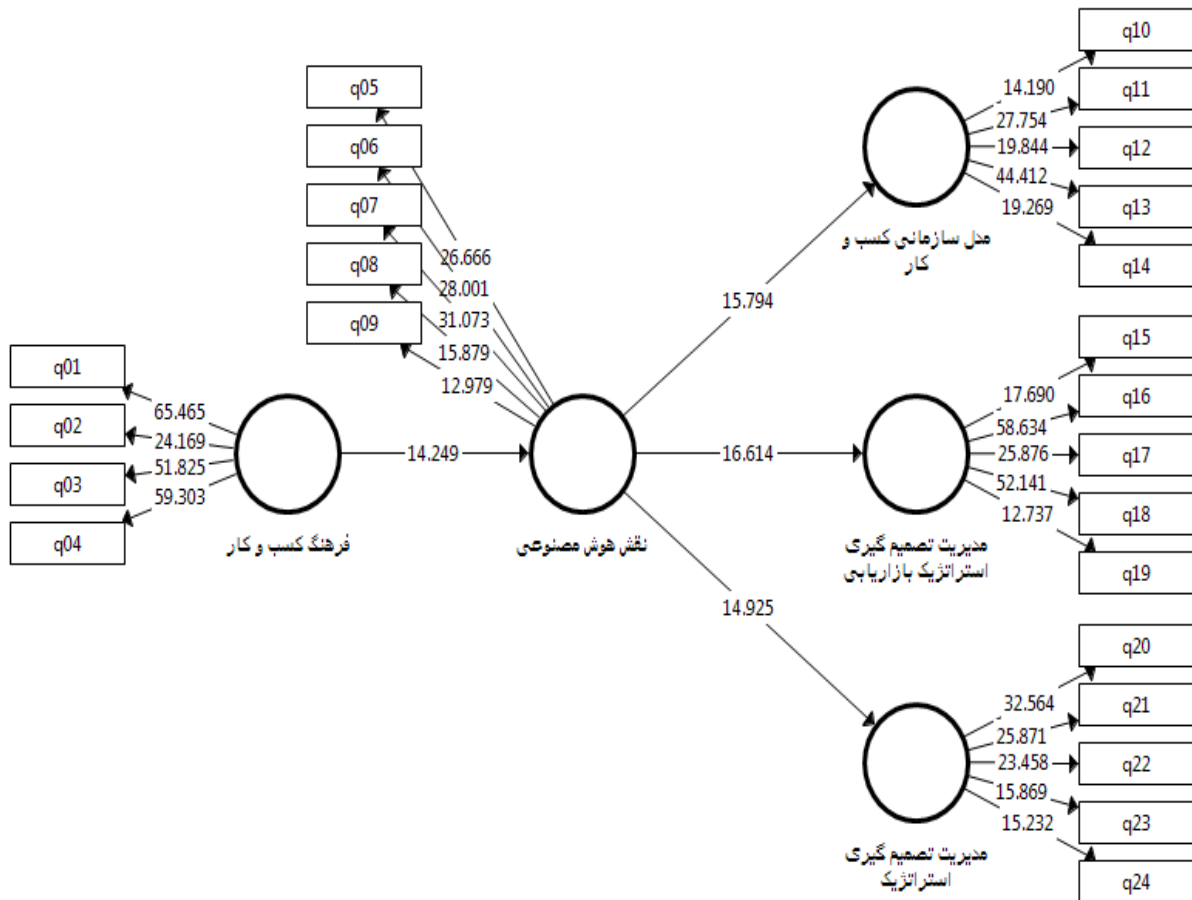 q10
14.190
q11
27.754
q12
19.844
q13
44.412
q14
19.269
مدل سازمانی کسب و
کار
q05
26.666
q06
28.001
q07
31.073
q08
15.879
q09
12.979
15.794
q01
65.465
q02
24.169
q03
51.825
q04
59.303
فرهنگ کسب و کار
14.249
نقش هوش مصنوعی
16.614
q15
17.690
q16
58.634
q17
25.876
q18
52.141
q19
12.737
مدیریت تصمیم گیری
استراتژیک بازاریابی
14.925
q20
32.564
q21
25.871
q22
23.458
q23
15.869
q24
15.232
مدیریت تصمیم گیری
استراتژیک